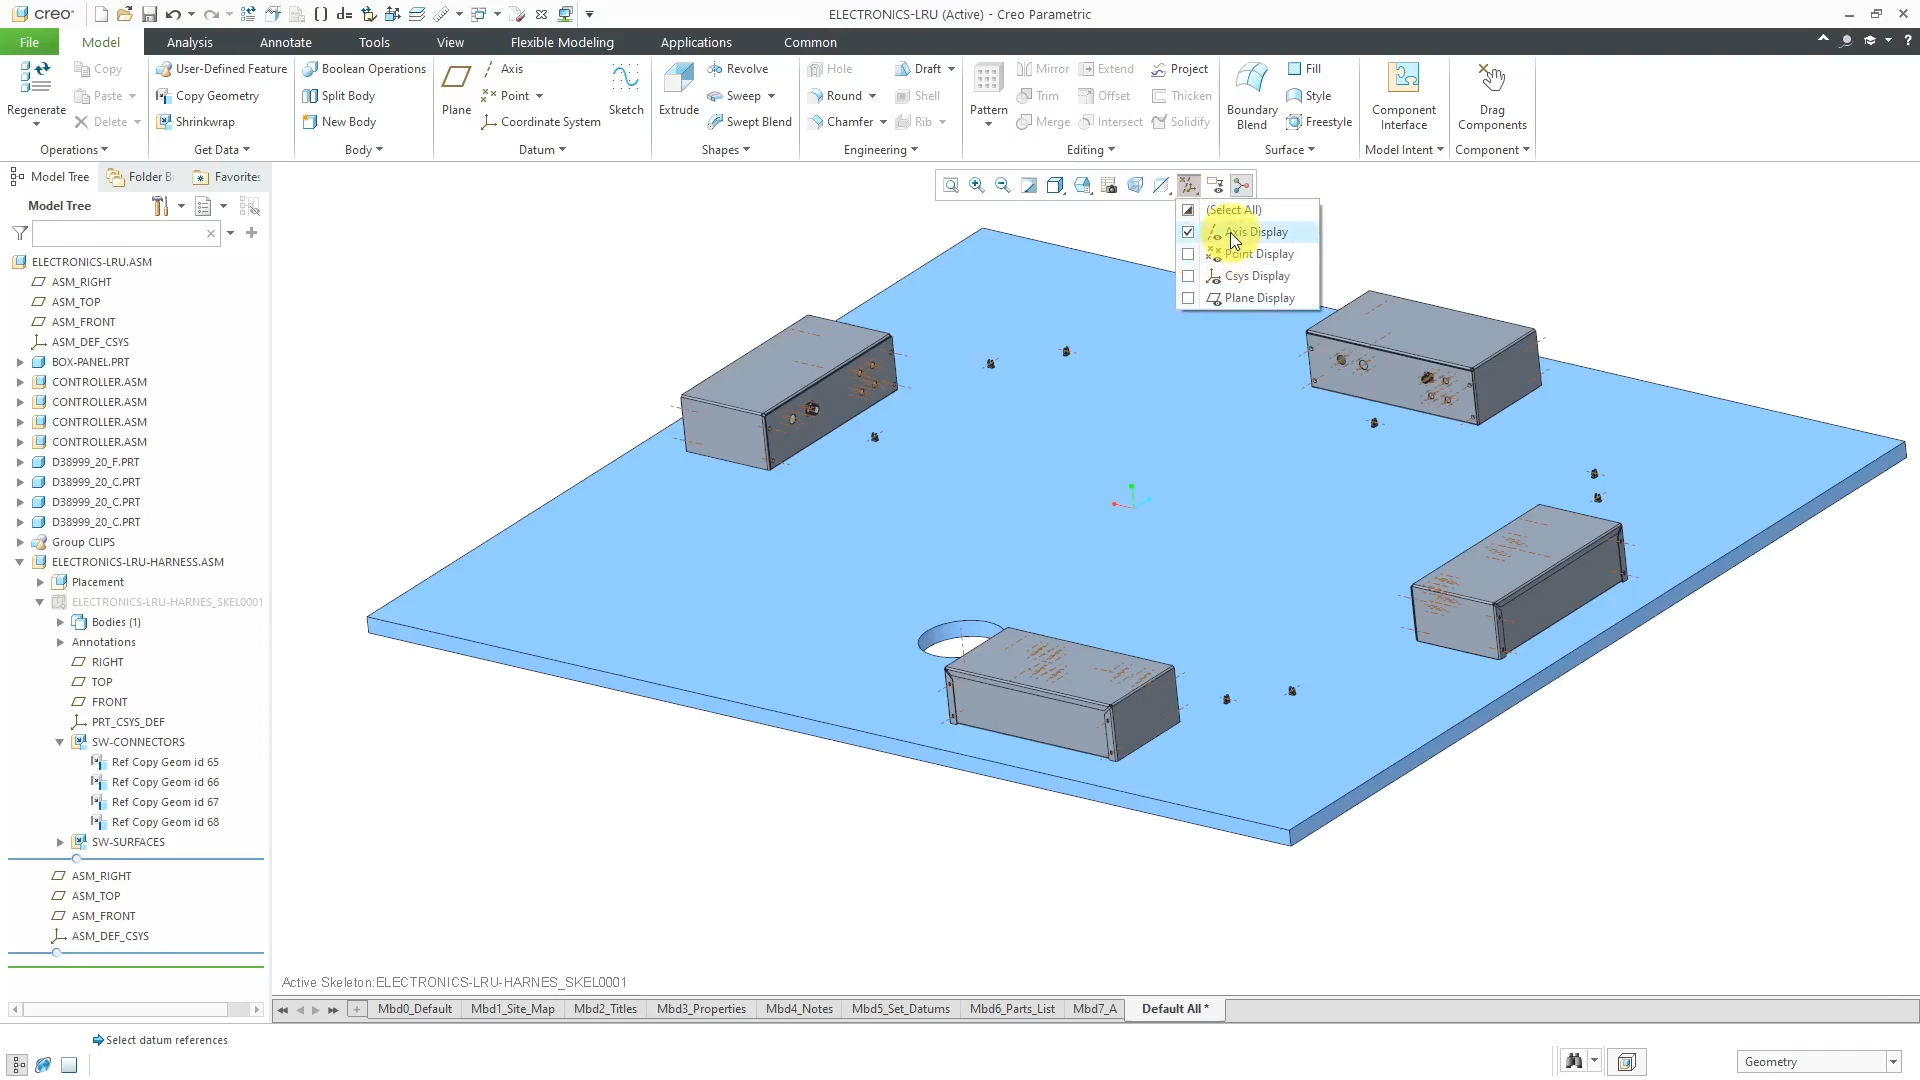 creo
ELECTRONICS-LRU (Active) - Creo Parametric
File Model Analysis Annotate Tools View Flexible Modeling Applications Common
Regenerate
Copy
Paste
Delete
Operations
User-Defined Feature
Copy Geometry
Shrinkwrap
Get Data
Boolean Operations
Split Body
New Body
Body
Plane
Axis
Point
Coordinate System
Sketch
Datum
Extrude
Revolve
Sweep
Swept Blend
Shapes
Hole
Round
Chamfer
Draft
Shell
Rib
Engineering
Pattern
Mirror
Trim
Merge
Extend
Offset
Intersect
Project
Thicken
Solidify
Editing
Boundary
Blend
Fill
Style
Freestyle
Surface
Component
Interface
Model Intent
Drag
Components
Component
Model Tree
Folder B
Favorites
Model Tree
ELECTRONICS-LRU.ASM
ASM_RIGHT
ASM_TOP
ASM_FRONT
ASM_DEF_CSYS
BOX-PANEL.PRT
CONTROLLER.ASM
CONTROLLER.ASM
CONTROLLER.ASM
CONTROLLER.ASM
D38999_20_F.PRT
D38999_20_C.PRT
D38999_20_C.PRT
D38999_20_C.PRT
Group CLIPS
ELECTRONICS-LRU-HARNESS.ASM
Placement
ELECTRONICS-LRU-HARNES_SKEL0001
Bodies (1)
Annotations
RIGHT
TOP
FRONT
PRT_CSYS_DEF
SW-CONNECTORS
Ref Copy Geom id 65
Ref Copy Geom id 66
Ref Copy Geom id 67
Ref Copy Geom id 68
SW-SURFACES
ASM_RIGHT
ASM_TOP
ASM_FRONT
ASM_DEF_CSYS
(Select All)
Axis Display
Point Display
Csys Display
Plane Display
Active Skeleton:ELECTRONICS-LRU-HARNES_SKEL0001
Mbd0_Default Mbd1_Site_Map Mbd2_Titles Mbd3_Properties Mbd4_Notes Mbd5_Set_Datums Mbd6_Parts_List Mbd7_A Default All *
Select datum references
Geometry